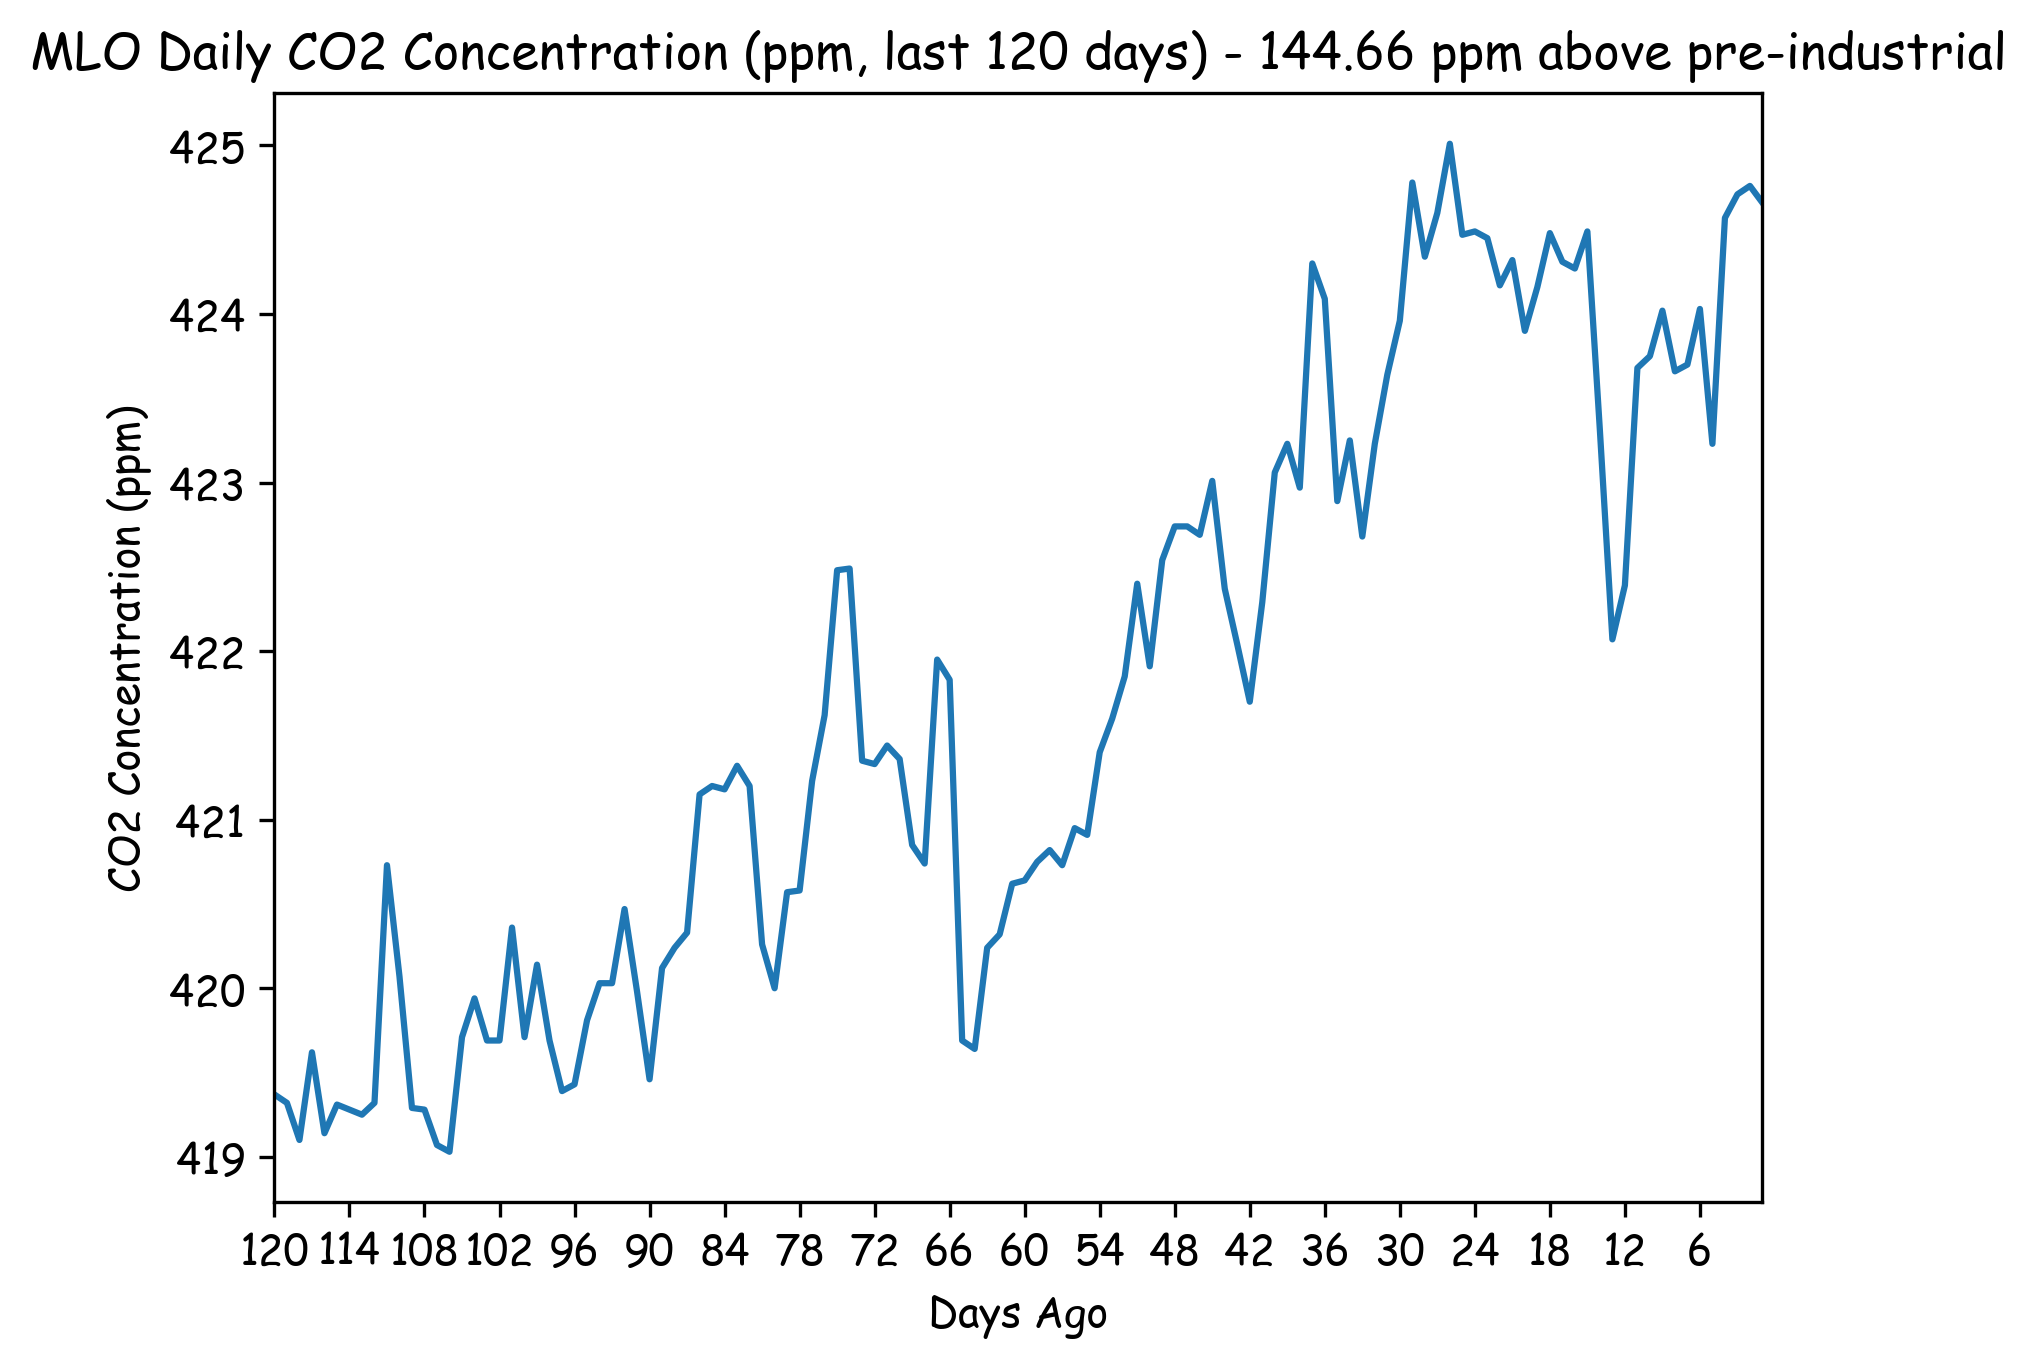 MLO Daily CO2 Concentration (ppm, last 120 days) - 144.66 ppm above pre-industrial
CO2 Concentration (ppm)
425
424
423
422
421
420
419
120 114 108 102 96 90 84 78 72 66 60 54 48 42 36 30 24 18 12 6
Days Ago